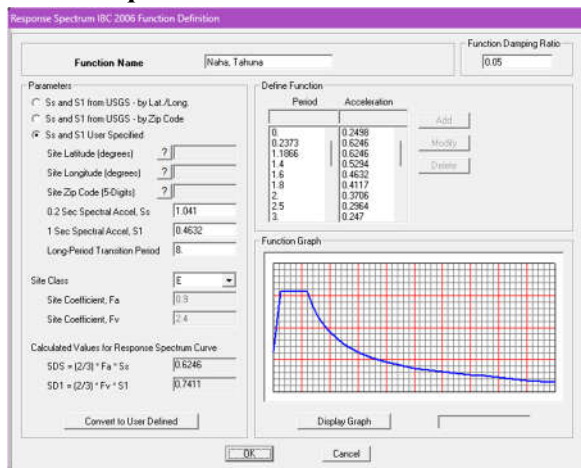 Response Spectrum IBC 2006 Function Definition
Function Name
Naha, Tahuna
Function Damping Ratio
0.05
Parameters
Ss and S1 from USGS - by Lat./Long.
Ss and S1 from USGS - by Zip Code
Ss and S1 User Specified
Site Latitude (degrees) ?
Site Longitude (degrees) ?
Site Zip Code (5-Digits) ?
0.2 Sec Spectral Accel, Ss 1.041
1 Sec Spectral Accel, S1 0.4632
Long-Period Transition Period 8.
Site Class E
Site Coefficient, Fa 0.9
Site Coefficient, Fv 2.4
Calculated Values for Response Spectrum Curve
SDS = (2/3) * Fa * Ss 0.6246
SD1 = (2/3) * Fv * S1 0.7411
Convert to User Defined
Define Function
Period Acceleration
0. 0.2498
0.2373 0.6246
1.1866 0.6246
1.4 0.5294
1.6 0.4632
1.8 0.4117
2. 0.3706
2.5 0.2964
3. 0.247
Add
Modify
Delete
Function Graph
Display Graph
OK
Cancel